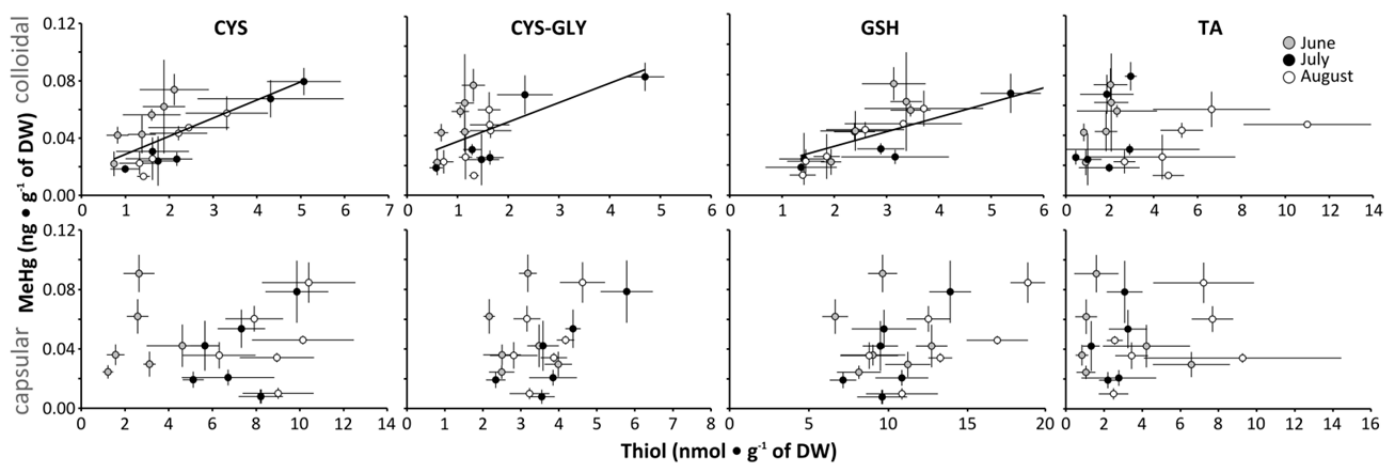 CYS CYS-GLY GSH TA
June
July
August
MeHg (ng • g⁻¹ of DW)
colloidal
capsular
0.12
0.08
0.04
0.00
0 1 2 3 4 5 6 7
0 1 2 3 4 5 6
0 1 2 3 4 5 6
0 2 4 6 8 10 12 14
0.12
0.08
0.04
0.00
0 2 4 6 8 10 12 14
0 1 2 3 4 5 6 7 8
0 5 10 15 20
0 2 4 6 8 10 12 14 16
Thiol (nmol • g⁻¹ of DW)